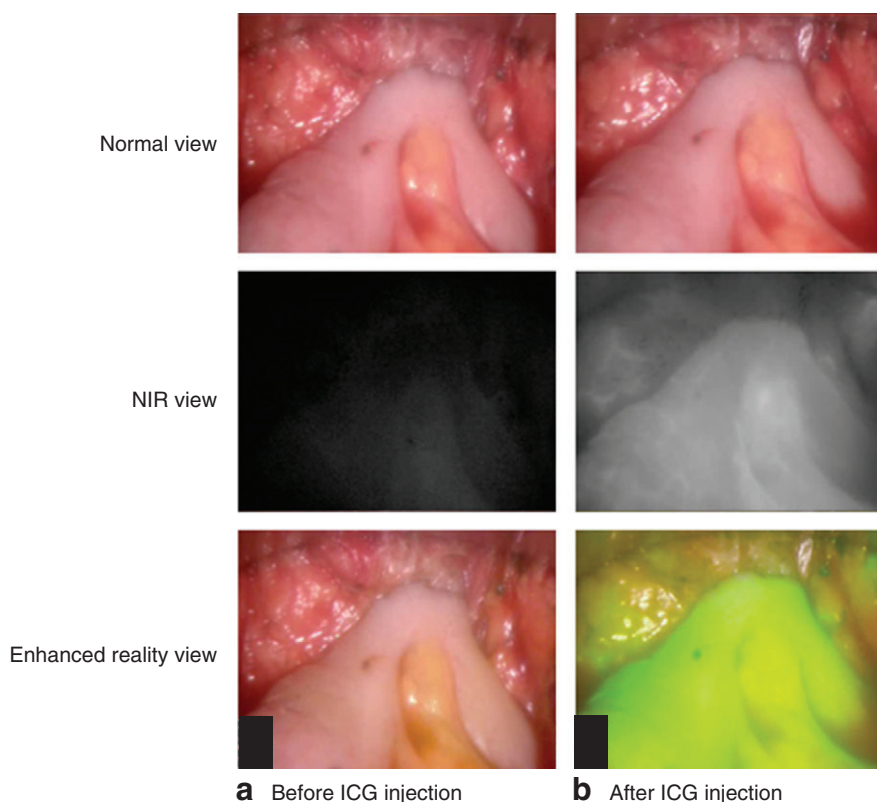 Normal view
NIR view
Enhanced reality view
a Before ICG injection
b After ICG injection